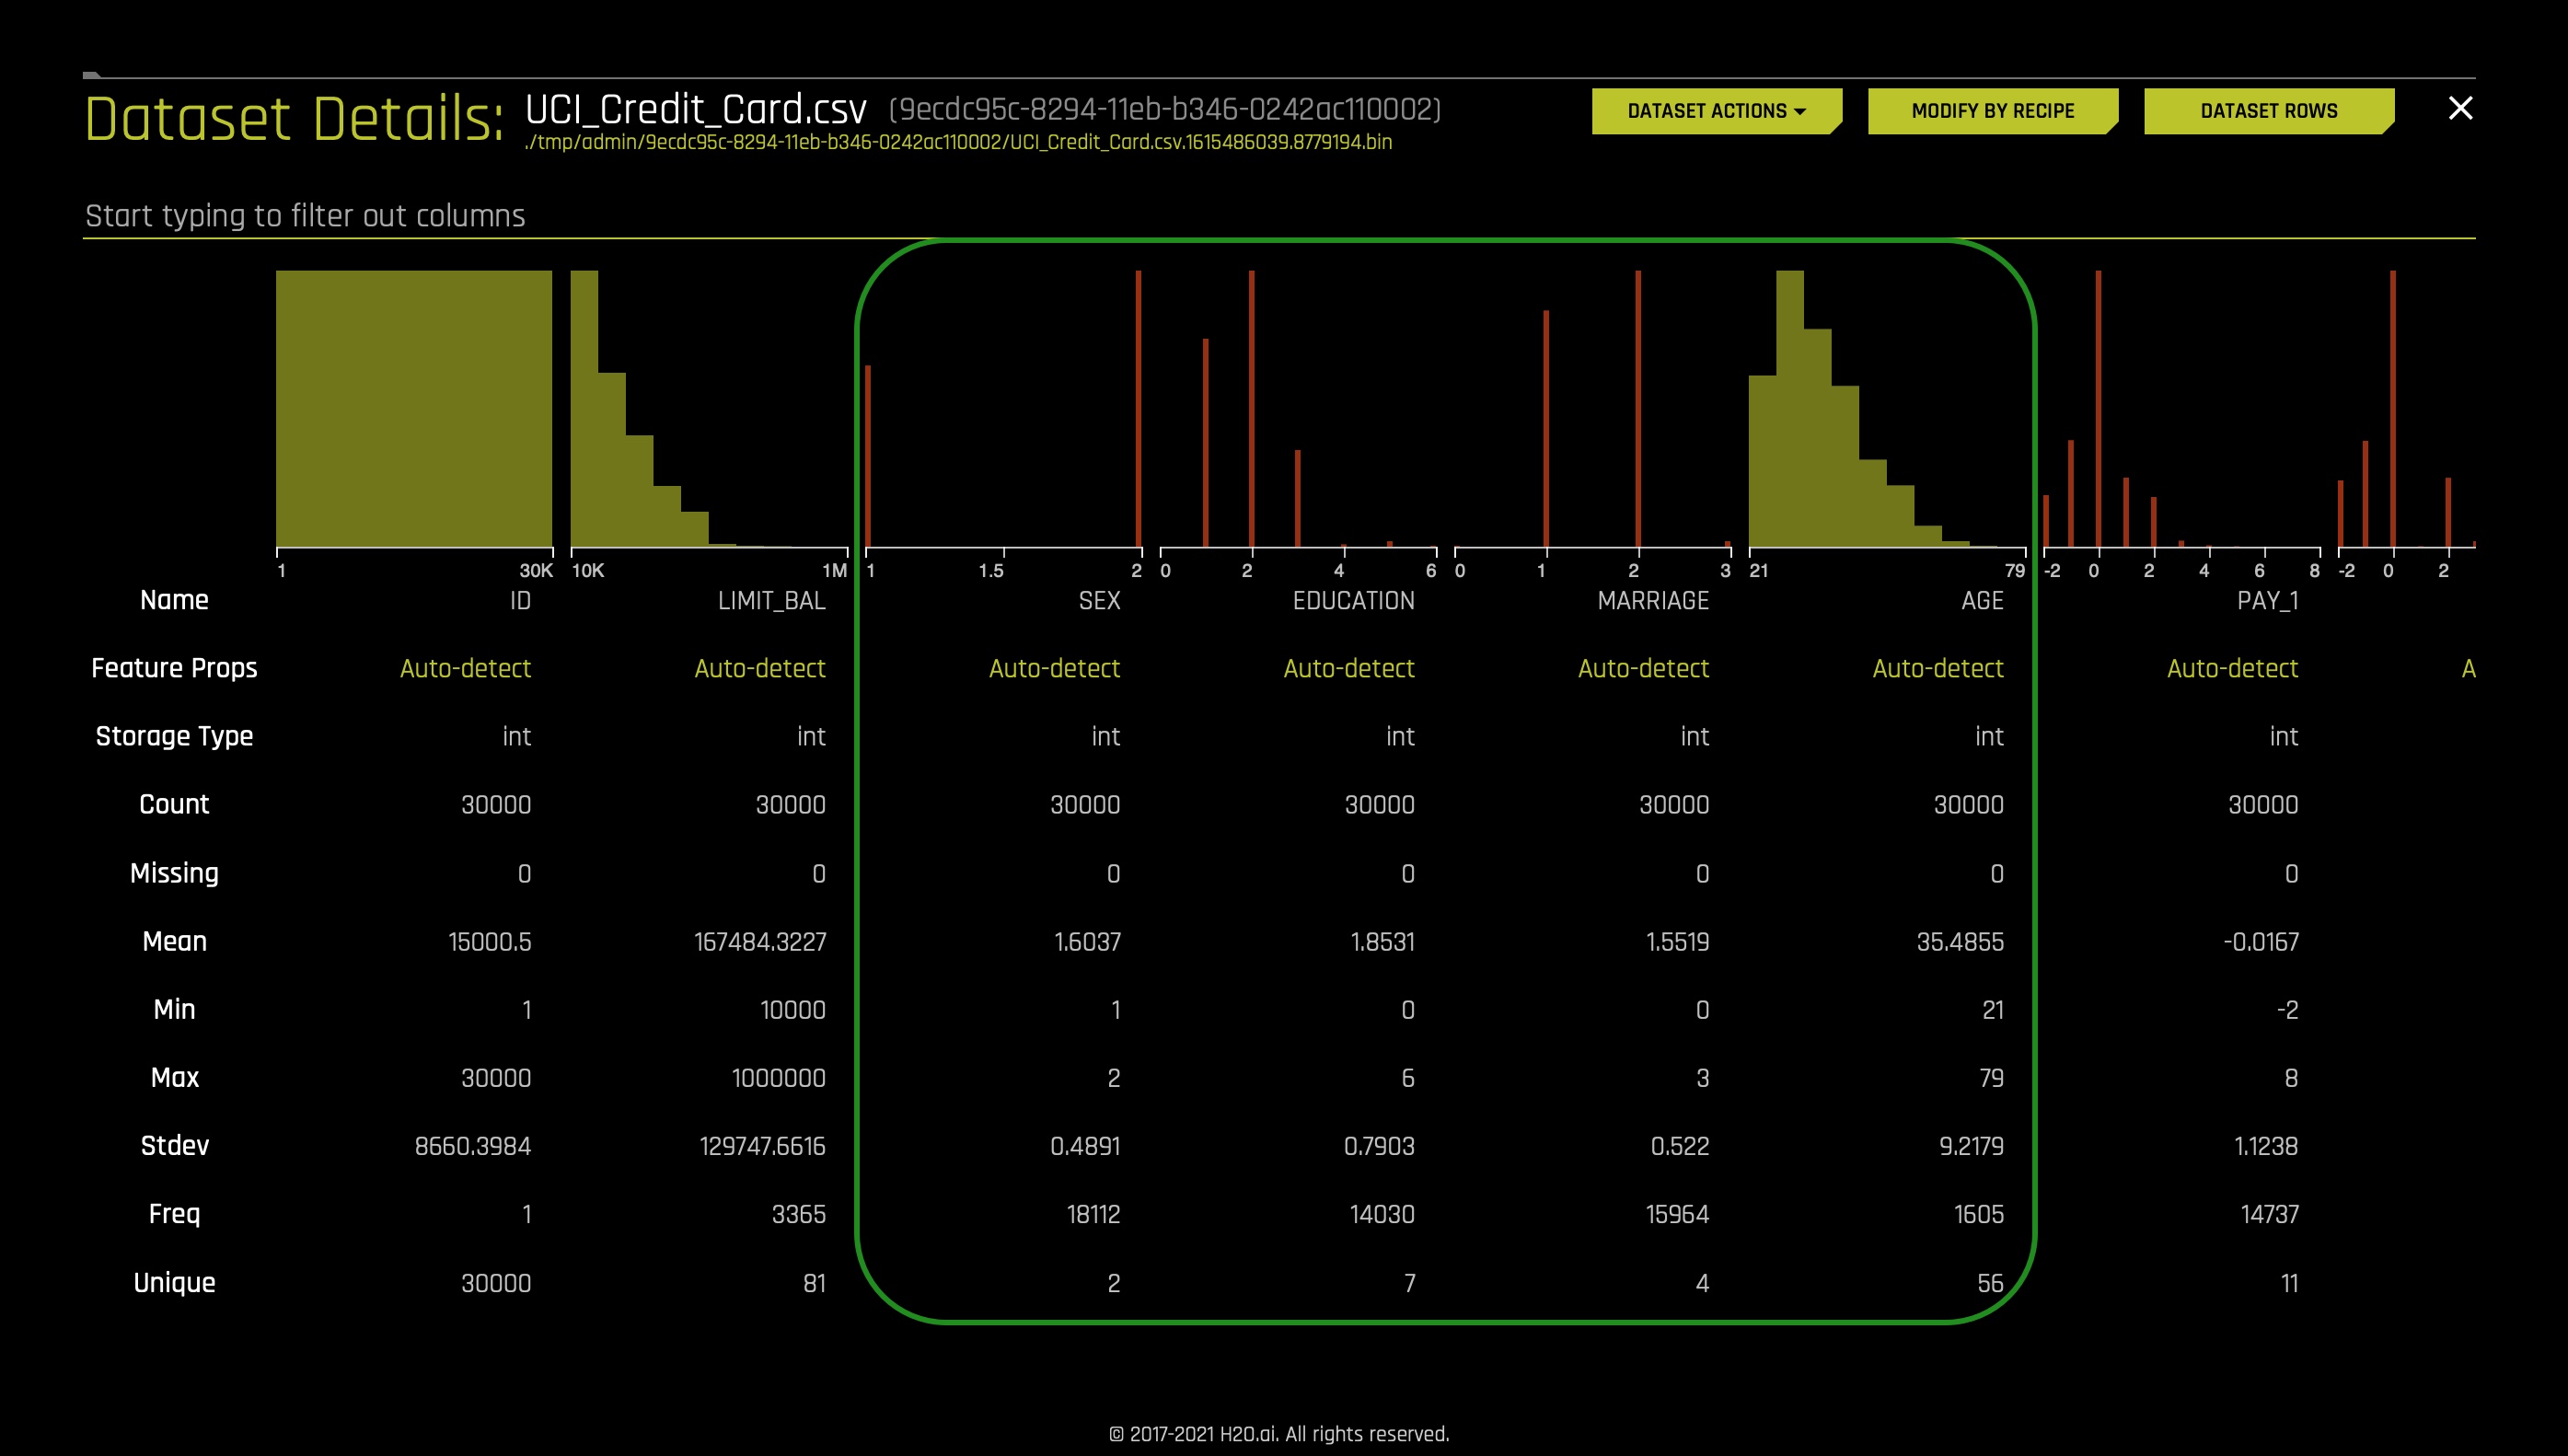 Dataset Details: UCI_Credit_Card.csv (9ecdc95c-8294-11eb-b346-0242ac110002) DATASET ACTIONS MODIFY BY RECIPE DATASET ROWS
./tmp/admin/9ecdc95c-8294-11eb-b346-0242ac110002/UCI_Credit_Card.csv.1615486039.8779194.bin
Start typing to filter out columns
1 30K 10K 1M 1 1.5 2 0 2 4 6 0 1 2 3 21 79 -2 0 2 4 6 8 -2 0 2
Name ID LIMIT_BAL SEX EDUCATION MARRIAGE AGE PAY_1
Feature Props Auto-detect Auto-detect Auto-detect Auto-detect Auto-detect Auto-detect Auto-detect A
Storage Type int int int int int int int
Count 30000 30000 30000 30000 30000 30000 30000
Missing 0 0 0 0 0 0 0
Mean 15000.5 167484.3227 1.6037 1.8531 1.5519 35.4855 -0.0167
Min 1 10000 1 0 0 21 -2
Max 30000 1000000 2 6 3 79 8
Stdev 8660.3984 129747.6616 0.4891 0.7903 0.522 9.2179 1.1238
Freq 1 3365 18112 14030 15964 1605 14737
Unique 30000 81 2 7 4 56 11
© 2017-2021 H2O.ai. All rights reserved.